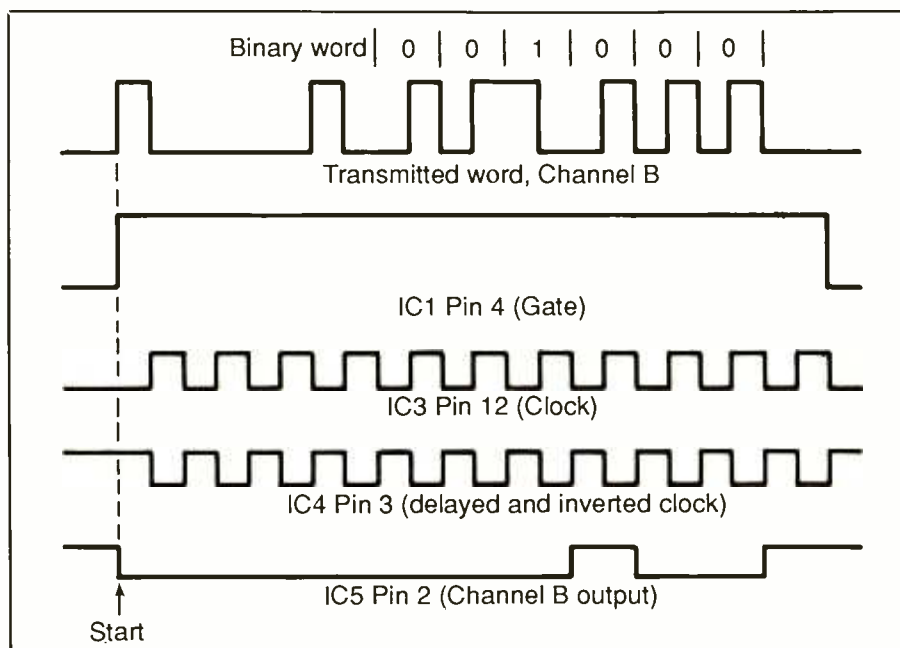 Binary word | 0 | 0 | 1 | 0 | 0 | 0 |
Transmitted word, Channel B
IC1 Pin 4 (Gate)
IC3 Pin 12 (Clock)
IC4 Pin 3 (delayed and inverted clock)
IC5 Pin 2 (Channel B output)
Start